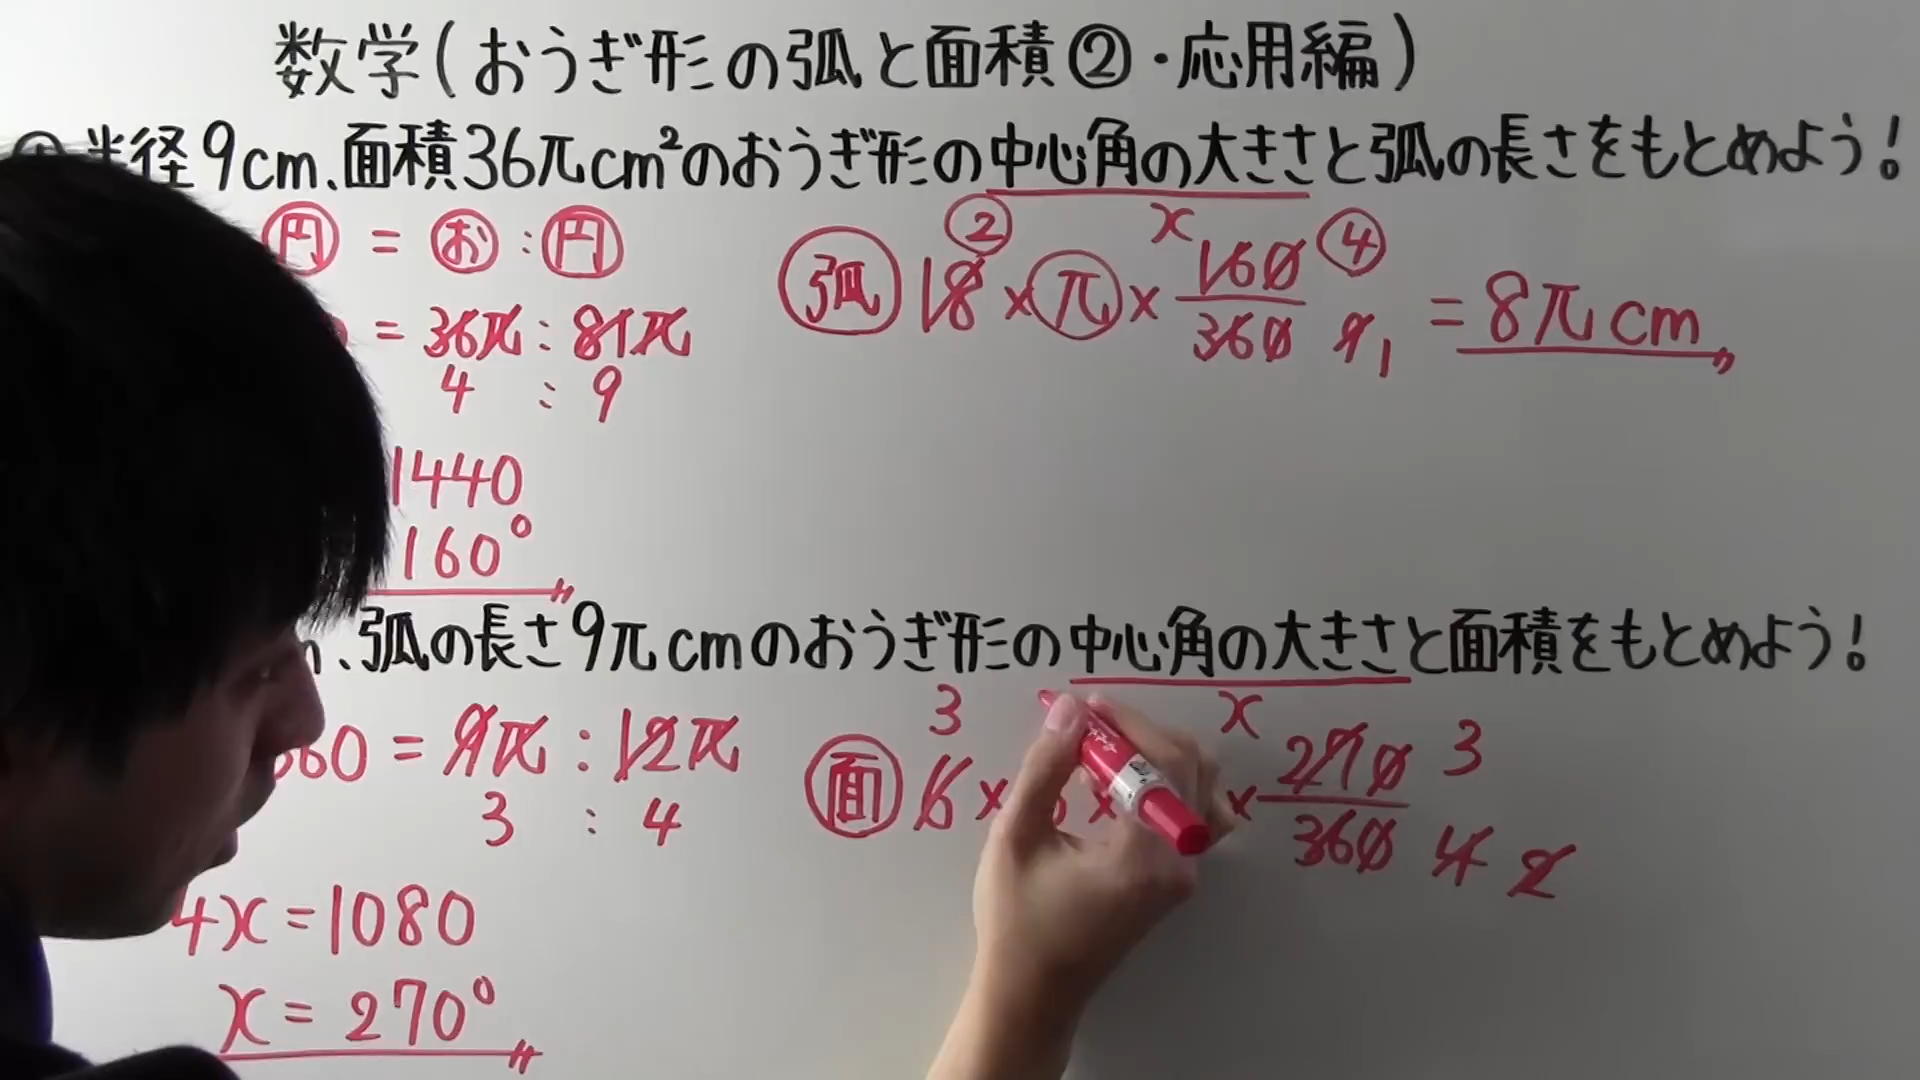 数学(おうぎ形の弧と面積②・応用編)
半径9cm、面積36πcm²のおうぎ形の中心角の大きさと弧の長さをもとめよう!
円 = お : 円
= 36π : 81π
4 : 9
1440
160°
弧 18 × π × 160/360 = 8πcm
② x ④
9 1
、弧の長さ9πcmのおうぎ形の中心角の大きさと面積をもとめよう!
360 = 9π : 12π
3 : 4
4x = 1080
x = 270°
3 x
面 6 × × × 270/360 3
4 2